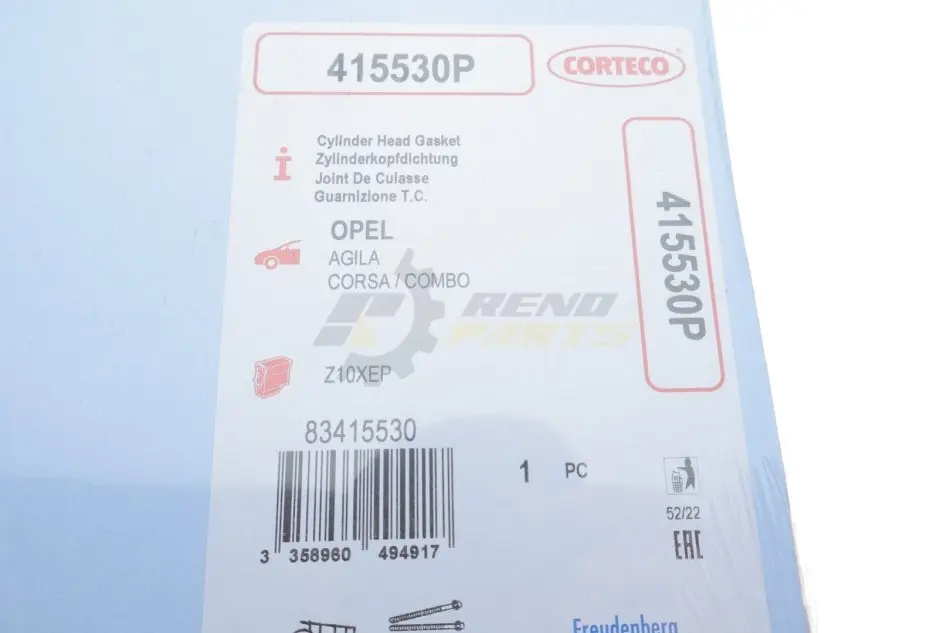 415530P
CORTECO
Cylinder Head Gasket
Zylinderkopfdichtung
Joint De Culasse
Guarnizione T.C.
415530P
OPEL
AGILA
CORSA / COMBO
RENO
PARTS
Z10XEP
83415530
1 PC
52/22
EAC
3 358960 494917
Freudenberg